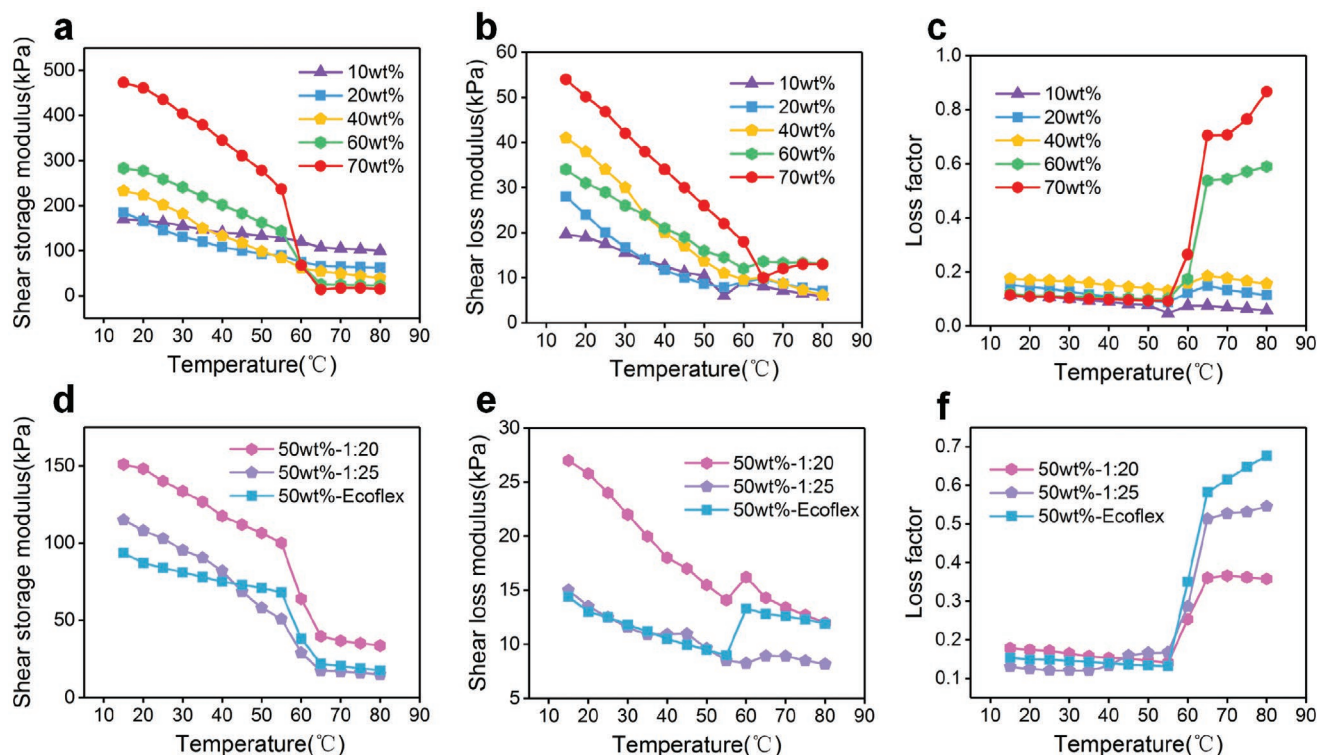 a
Shear storage modulus(kPa)
500
400
300
200
100
0
10wt%
20wt%
40wt%
60wt%
70wt%
10 20 30 40 50 60 70 80 90
Temperature(℃)
b
Shear loss modulus(kPa)
60
50
40
30
20
10
0
10wt%
20wt%
40wt%
60wt%
70wt%
10 20 30 40 50 60 70 80 90
Temperature(℃)
c
Loss factor
1.0
0.8
0.6
0.4
0.2
0.0
10wt%
20wt%
40wt%
60wt%
70wt%
10 20 30 40 50 60 70 80 90
Temperature(℃)
d
Shear storage modulus(kPa)
150
100
50
0
50wt%-1:20
50wt%-1:25
50wt%-Ecoflex
10 20 30 40 50 60 70 80 90
Temperature(℃)
e
Shear loss modulus(kPa)
30
25
20
15
10
5
50wt%-1:20
50wt%-1:25
50wt%-Ecoflex
10 20 30 40 50 60 70 80 90
Temperature(℃)
f
Loss factor
0.7
0.6
0.5
0.4
0.3
0.2
0.1
50wt%-1:20
50wt%-1:25
50wt%-Ecoflex
10 20 30 40 50 60 70 80 90
Temperature(℃)